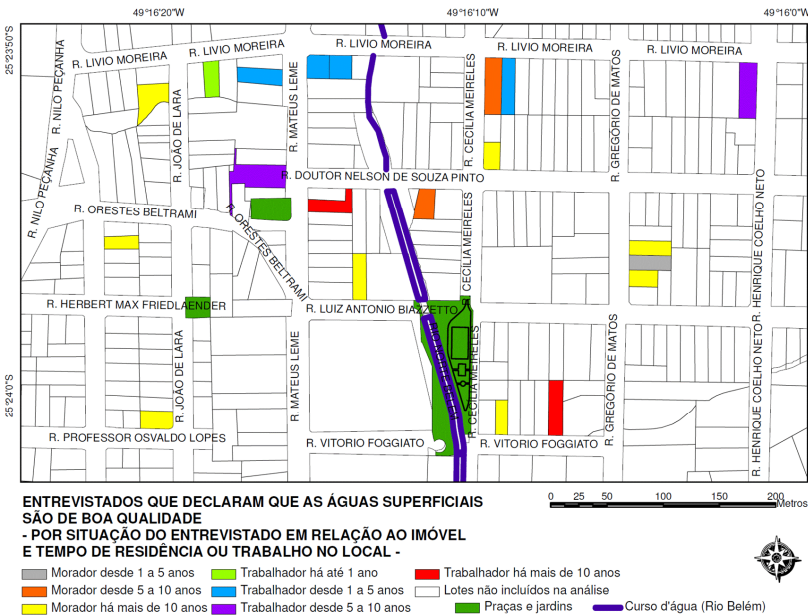 49°16'20"W
49°16'10"W
49°16'0"W
25°23'50"S
25°24'0"S
R. LIVIO MOREIRA
R. LIVIO MOREIRA
R. LIVIO MOREIRA
R. LIVIO MOREIRA
R. LIVIO MOREIRA
R. NILO PEÇANHA
R. NILO PEÇANHA
R. JOÃO DE LARA
R. MATEUS LEME
R. CECÍLIA MEIRELES
R. GREGÓRIO DE MATOS
R. DOUTOR NELSON DE SOUZA PINTO
R. ORESTES BELTRAMI
R. ORESTES BELTRAMI
R. CECÍLIA MEIRELES
R. HENRIQUE COELHO NETO
R. HERBERT MAX FRIEDLAENDER
R. LUIZ ANTONIO BIAZZETTO
R. JOÃO DE LARA
R. MATEUS LEME
R. CECÍLIA MEIRELES
R. GREGÓRIO DE MATOS
R. HENRIQUE COELHO NETO
R. PROFESSOR OSVALDO LOPES
R. VITORIO FOGGIATO
R. VITORIO FOGGIATO
ENTREVISTADOS QUE DECLARAM QUE AS ÁGUAS SUPERFICIAIS
SÃO DE BOA QUALIDADE
- POR SITUAÇÃO DO ENTREVISTADO EM RELAÇÃO AO IMÓVEL
E TEMPO DE RESIDÊNCIA OU TRABALHO NO LOCAL -
0 25 50 100 150 200 Metros
Morador desde 1 a 5 anos
Morador desde 5 a 10 anos
Morador há mais de 10 anos
Trabalhador há até 1 ano
Trabalhador desde 1 a 5 anos
Trabalhador desde 5 a 10 anos
Trabalhador há mais de 10 anos
Lotes não incluídos na análise
Praças e jardins
Curso d'água (Rio Belém)